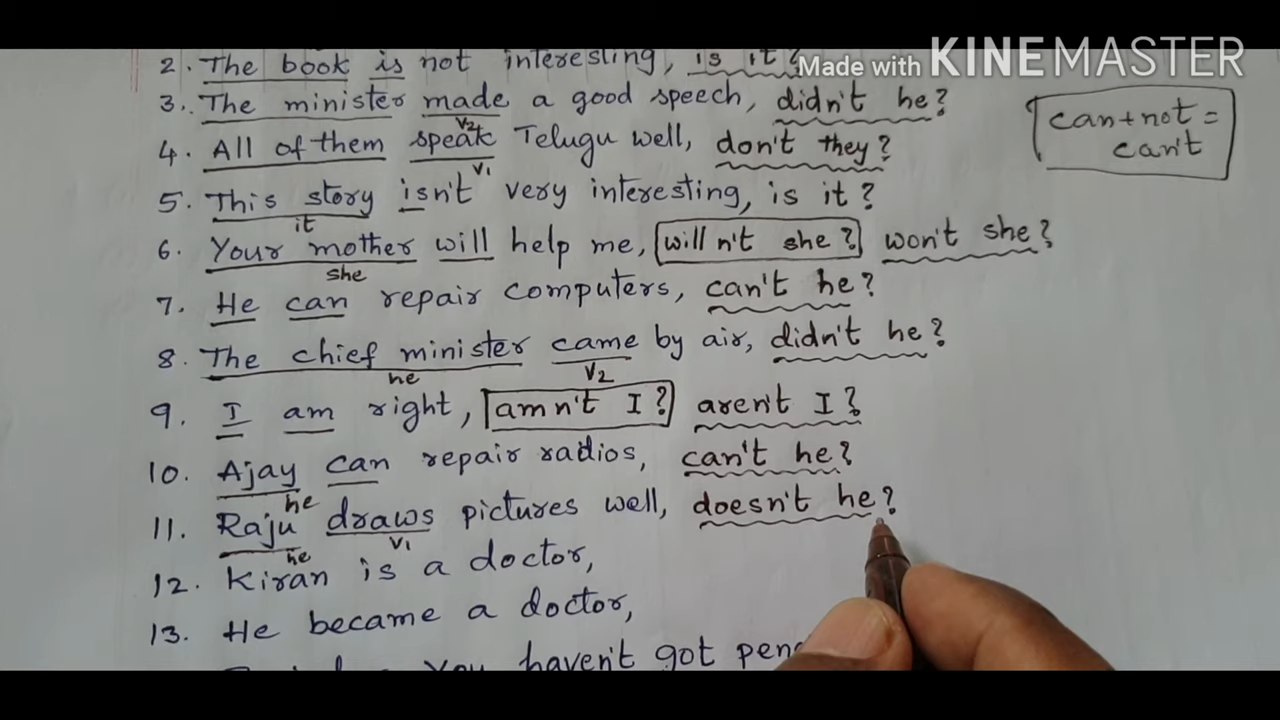 Made with KINEMASTER
2. The book is not interesting, is it?
3. The minister made a good speech, didn't he?
V2
4. All of them speak Telugu well, don't they?
V1
can + not =
can't
5. This story isn't very interesting, is it?
it
6. Your mother will help me, will n't she? won't she?
she
7. He can repair computers, can't he?
8. The chief minister came by air, didn't he?
he V2
9. I am right, amn't I? aren't I?
10. Ajay can repair radios, can't he?
he
11. Raju draws pictures well, doesn't he?
he V1
12. Kiran is a doctor,
13. He became a doctor,
You haven't got